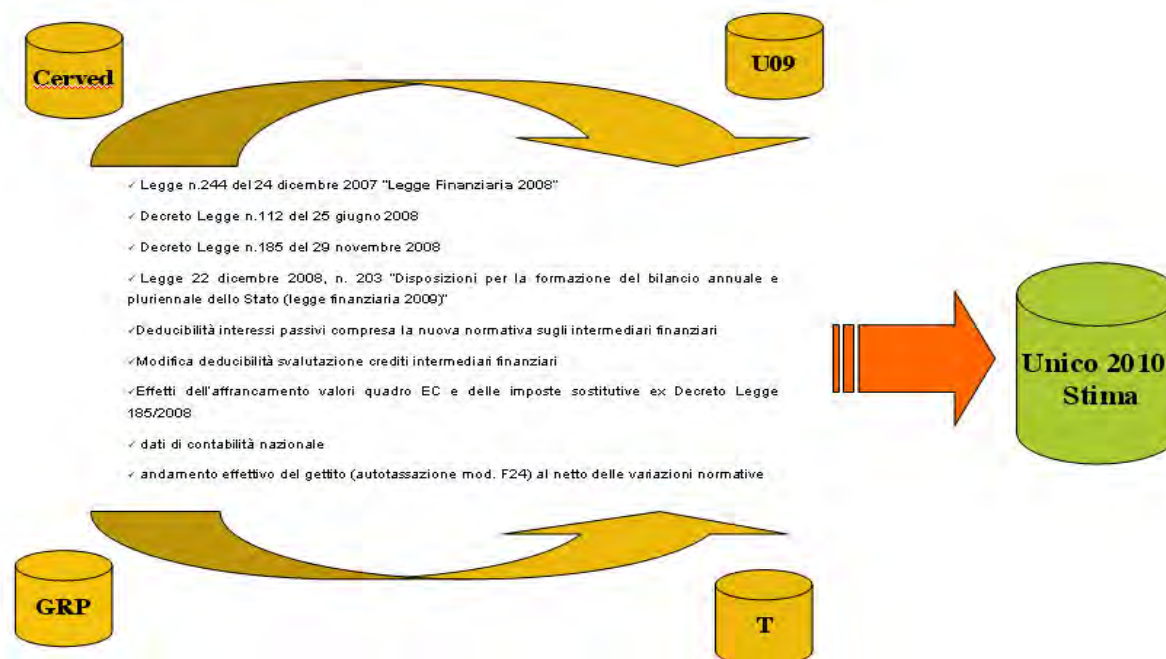 Cerved
U09
✓ Legge n.244 del 24 dicembre 2007 "Legge Finanziaria 2008"
✓ Decreto Legge n.112 del 25 giugno 2008
✓ Decreto Legge n.185 del 29 novembre 2008
✓ Legge 22 dicembre 2008, n. 203 "Disposizioni per la formazione del bilancio annuale e
pluriennale dello Stato (legge finanziaria 2009)"
✓Deducibilità interessi passivi compresa la nuova normativa sugli intermediari finanziari
✓Modifica deducibilità svalutazione crediti intermediari finanziari
✓Effetti dell'affrancamento valori quadro EC e delle imposte sostitutive ex Decreto Legge
185/2008
✓ dati di contabilità nazionale
✓ andamento effettivo del gettito (autotassazione mod. F24) al netto delle variazioni normative
Unico 2010
Stima
GRP
T